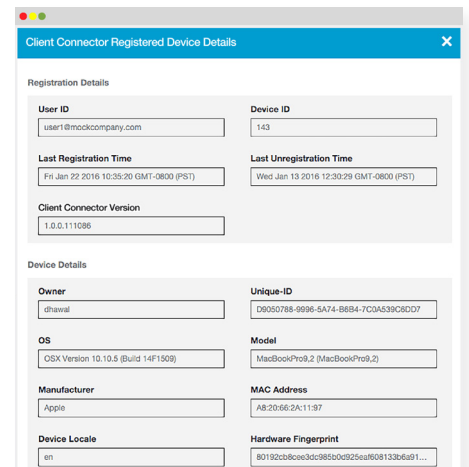 Client Connector Registered Device Details
Registration Details
User ID
Device ID
user1@mockcompany.com
143
Last Registration Time
Last Unregistration Time
Fri Jan 22 2016 10:35:20 GMT-0800 (PST)
Wed Jan 13 2016 12:30:29 GMT-0800 (PST)
Client Connector Version
1.0.0.111086
Device Details
Owner
Unique-ID
dhawal
D9050788-9996-5A74-B6B4-7C0A539C6DD7
OS
Model
OSX Version 10.10.5 (Build 14F1509)
MacBookPro9,2 (MacBookPro9,2)
Manufacturer
MAC Address
Apple
A8:20:66:2A:11:97
Device Locale
Hardware Fingerprint
en
80192cb8cee3dc985b0d925eaf608133b6a91...